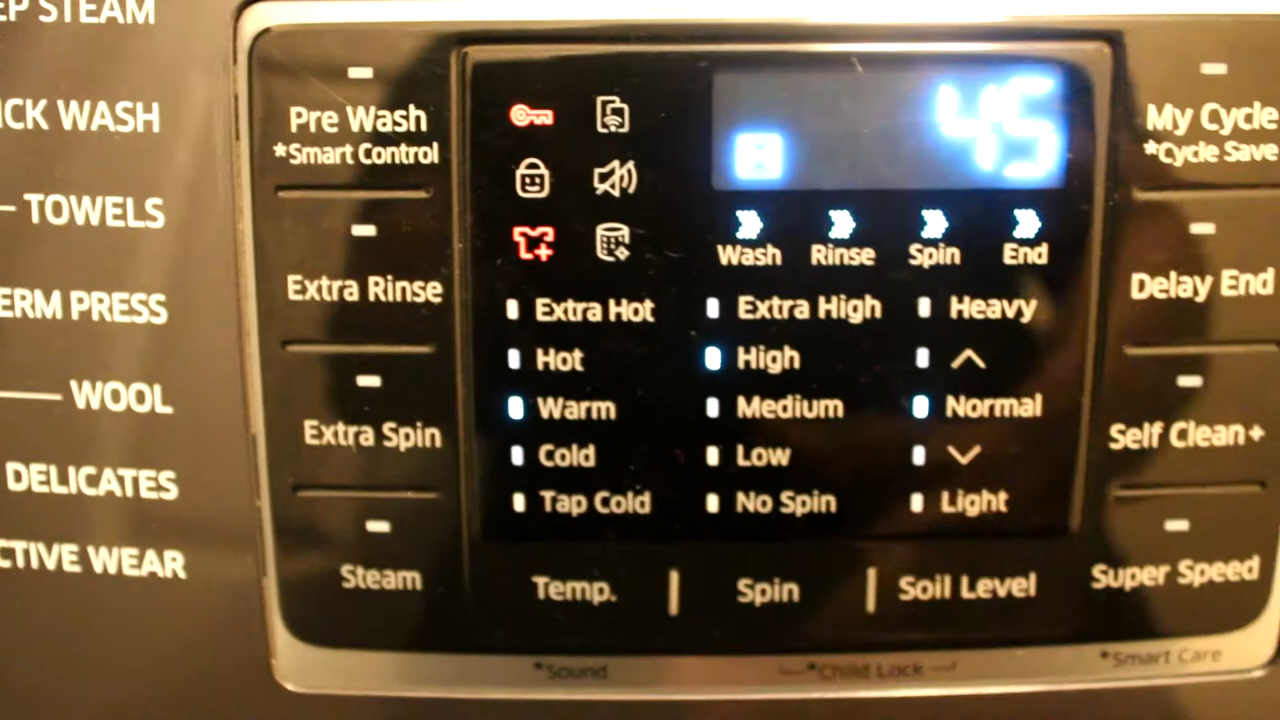 EP STEAM
ICK WASH
TOWELS
ERM PRESS
WOOL
DELICATES
CTIVE WEAR
Pre Wash
*Smart Control
Extra Rinse
Extra Spin
Steam
45
Wash Rinse Spin End
Extra Hot Extra High Heavy
Hot High
Warm Medium Normal
Cold Low
Tap Cold No Spin Light
Temp. | Spin | Soil Level
*Sound *Child Lock *Smart Care
My Cycle
*Cycle Save
Delay End
Self Clean+
Super Speed